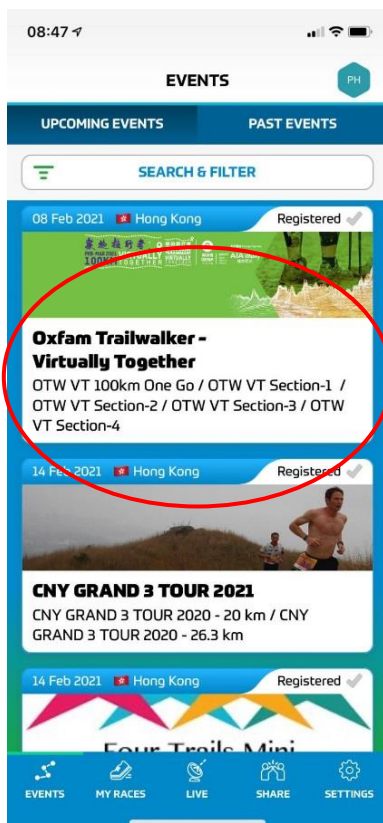 08:47
EVENTS
PH
UPCOMING EVENTS
PAST EVENTS
SEARCH & FILTER
08 Feb 2021 Hong Kong
Registered
100KM VIRTUALLY TOGETHER
Oxfam Trailwalker –
Virtually Together
OTW VT 100km One Go / OTW VT Section-1 /
OTW VT Section-2 / OTW VT Section-3 / OTW
VT Section-4
14 Feb 2021 Hong Kong
Registered
CNY GRAND 3 TOUR 2021
CNY GRAND 3 TOUR 2020 - 20 km / CNY
GRAND 3 TOUR 2020 - 26.3 km
14 Feb 2021 Hong Kong
Registered
Four Trails Mini
EVENTS
MY RACES
LIVE
SHARE
SETTINGS